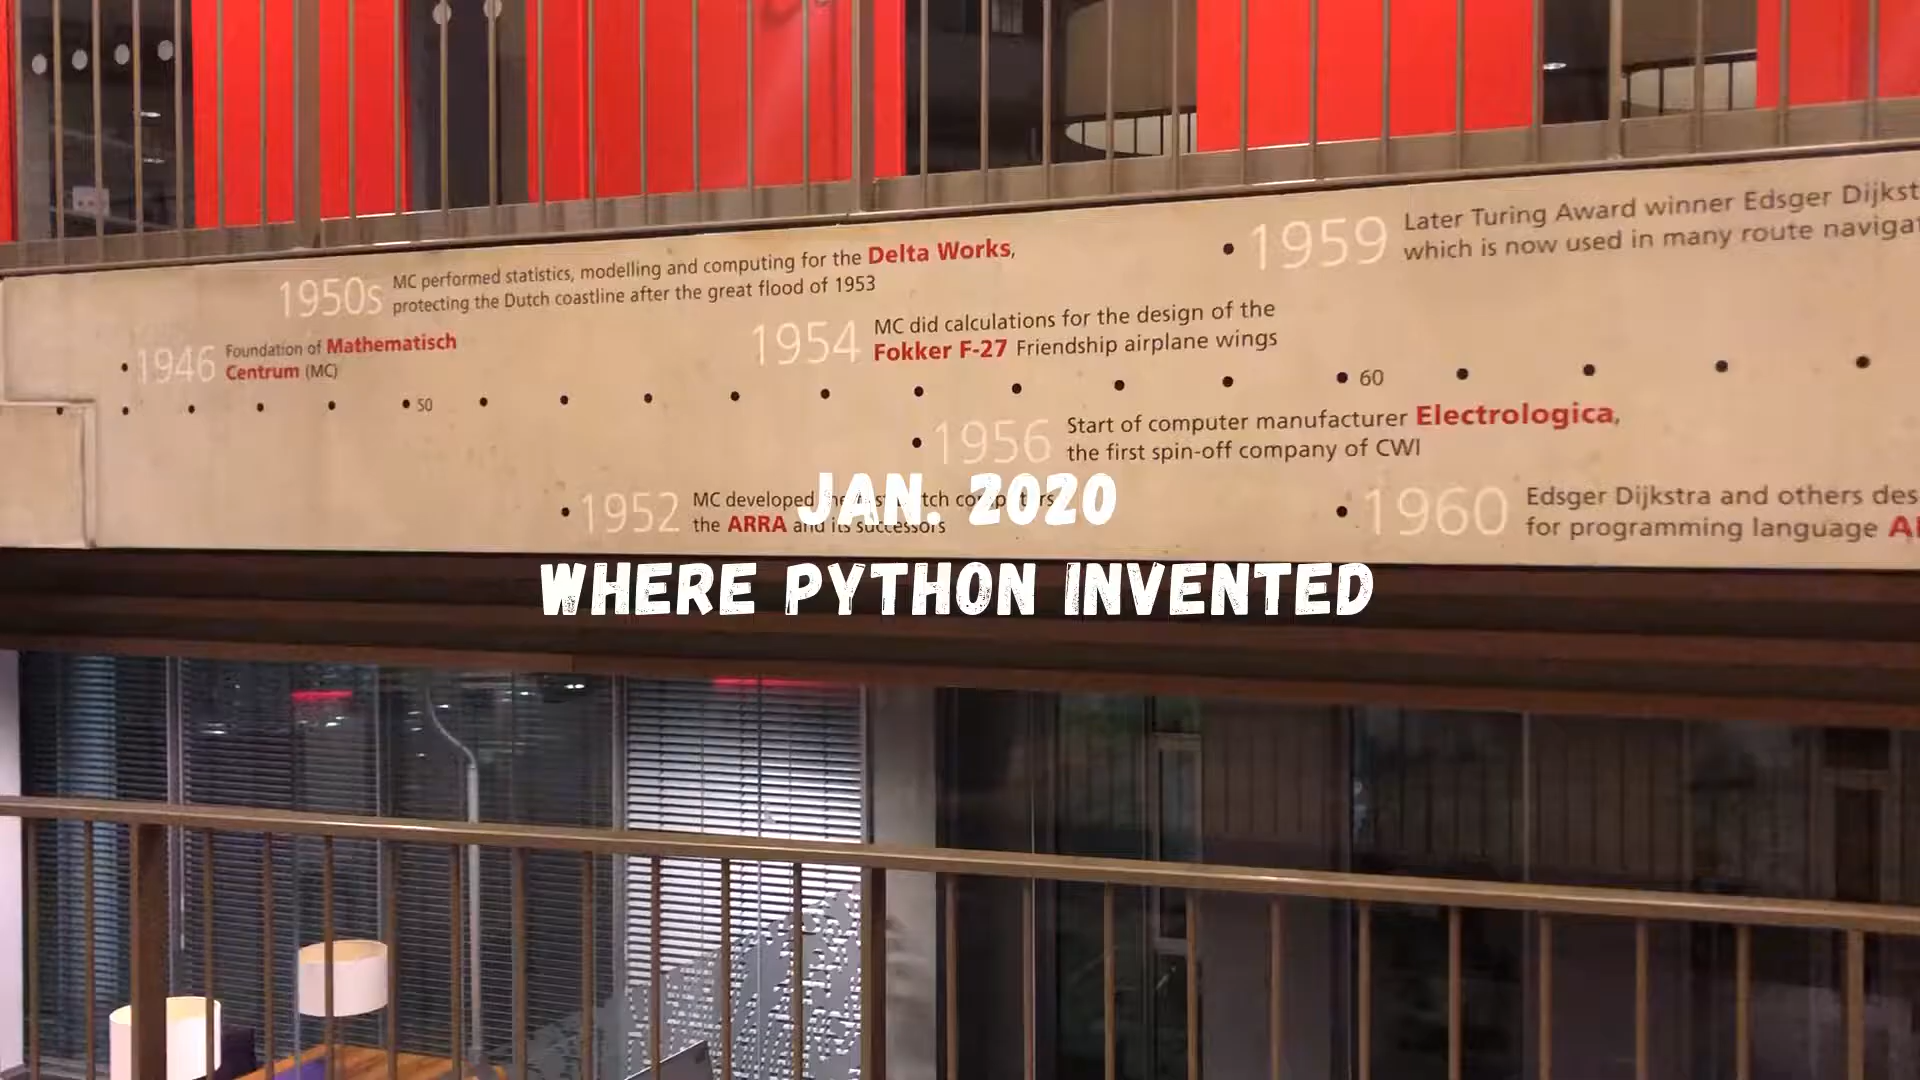 1950s MC performed statistics, modelling and computing for the Delta Works,
protecting the Dutch coastline after the great flood of 1953
1959 Later Turing Award winner Edsger Dijkst
which is now used in many route navigat
1946 Foundation of Mathematisch
Centrum (MC)
1954 MC did calculations for the design of the
Fokker F-27 Friendship airplane wings
50
60
1956 Start of computer manufacturer Electrologica,
the first spin-off company of CWI
1952 MC developed
the ARRA and its successors
1960 Edsger Dijkstra and others des
for programming language
JAN. 2020
WHERE PYTHON INVENTED